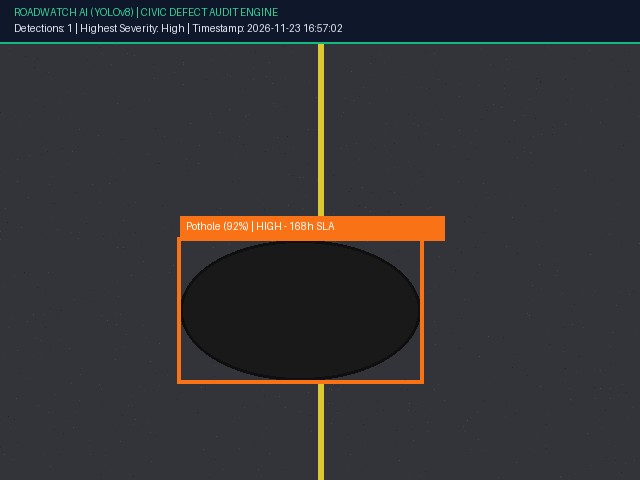 ROADWATCH AI (YOLOv8) | CIVIC DEFECT AUDIT ENGINE
Detections: 1 | Highest Severity: High | Timestamp: 2026-11-23 16:57:02
Pothole (92%) | HIGH - 168h SLA